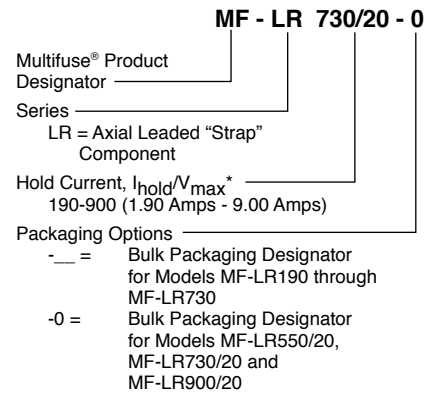 MF - LR 730/20 - 0
Multifuse® Product
Designator
Series
LR = Axial Leaded “Strap”
Component
Hold Current, Ihold/Vmax*
190-900 (1.90 Amps - 9.00 Amps)
Packaging Options
-__ = Bulk Packaging Designator
for Models MF-LR190 through
MF-LR730
-0 = Bulk Packaging Designator
for Models MF-LR550/20,
MF-LR730/20 and
MF-LR900/20